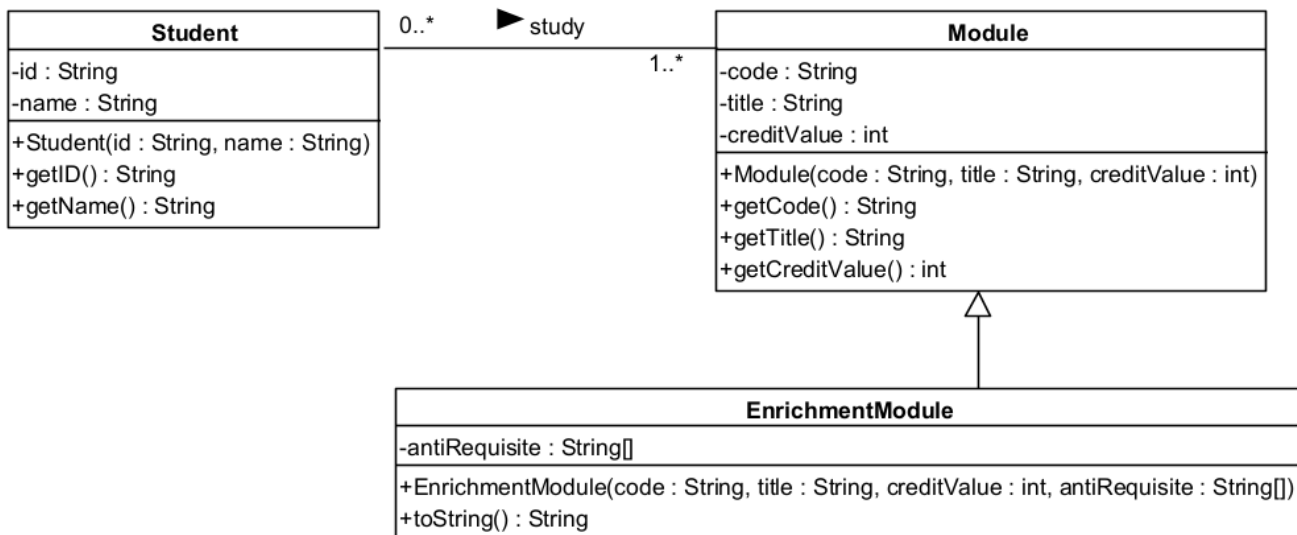 Student
-id : String
-name : String
+Student(id : String, name : String)
+getID() : String
+getName() : String
0..*
study
1..*
Module
-code : String
-title : String
-creditValue : int
+Module(code : String, title : String, creditValue : int)
+getCode() : String
+getTitle() : String
+getCreditValue() : int
EnrichmentModule
-antiRequisite : String[]
+EnrichmentModule(code : String, title : String, creditValue : int, antiRequisite : String[])
+toString() : String